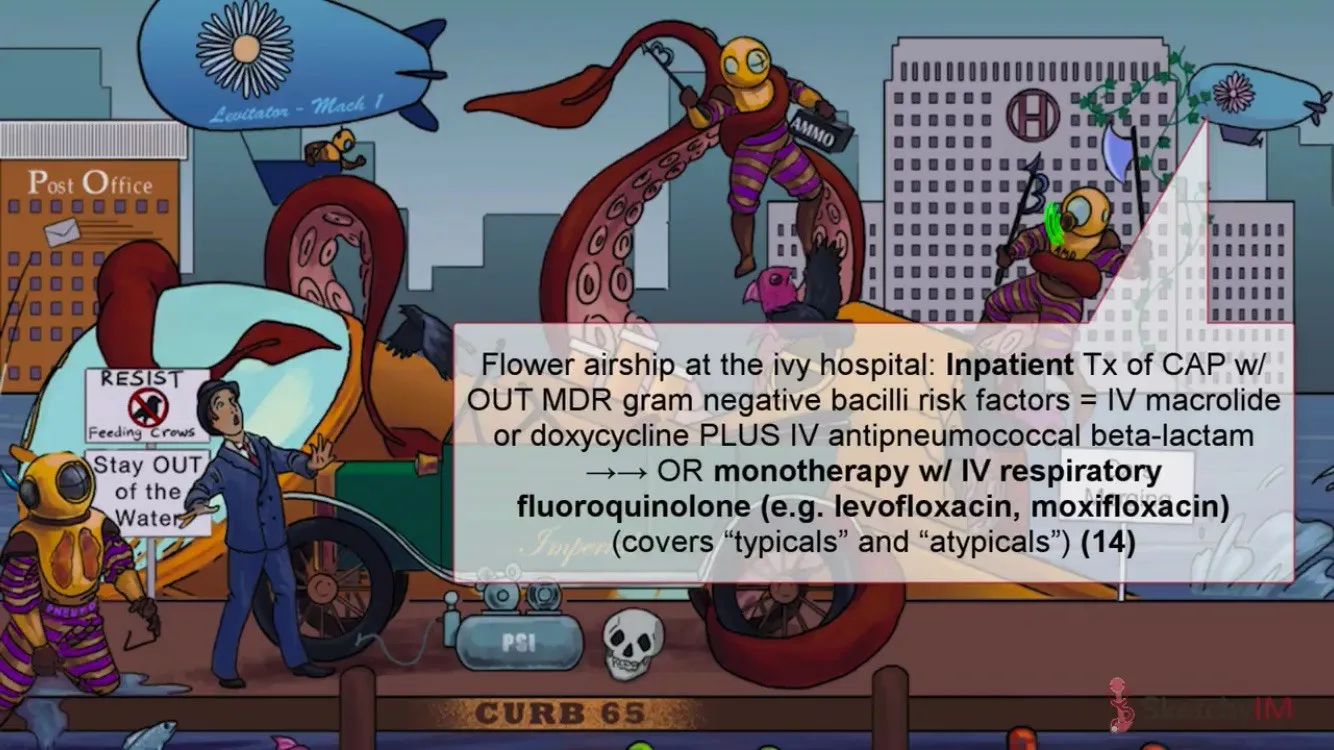 Levitator - Mach 1
AMMO
H
Post Office
RESIST
Feeding Crows
Stay OUT
of the
Water
Flower airship at the ivy hospital: Inpatient Tx of CAP w/
OUT MDR gram negative bacilli risk factors = IV macrolide
or doxycycline PLUS IV antipneumococcal beta-lactam
→→ OR monotherapy w/ IV respiratory
fluoroquinolone (e.g. levofloxacin, moxifloxacin)
(covers “typicals” and “atypicals”) (14)
PNEUMO
PSI
CURB 65
SketchyIM